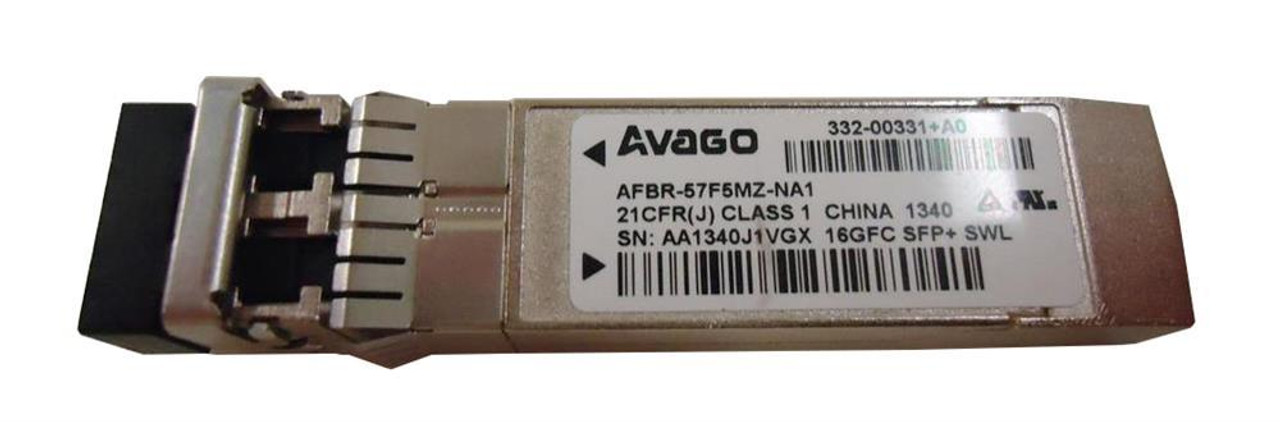 AVAGO
332-00331+A0
AFBR-57F5MZ-NA1
21CFR(J) CLASS 1 CHINA 1340
SN: AA1340J1VGX 16GFC SFP+ SWL